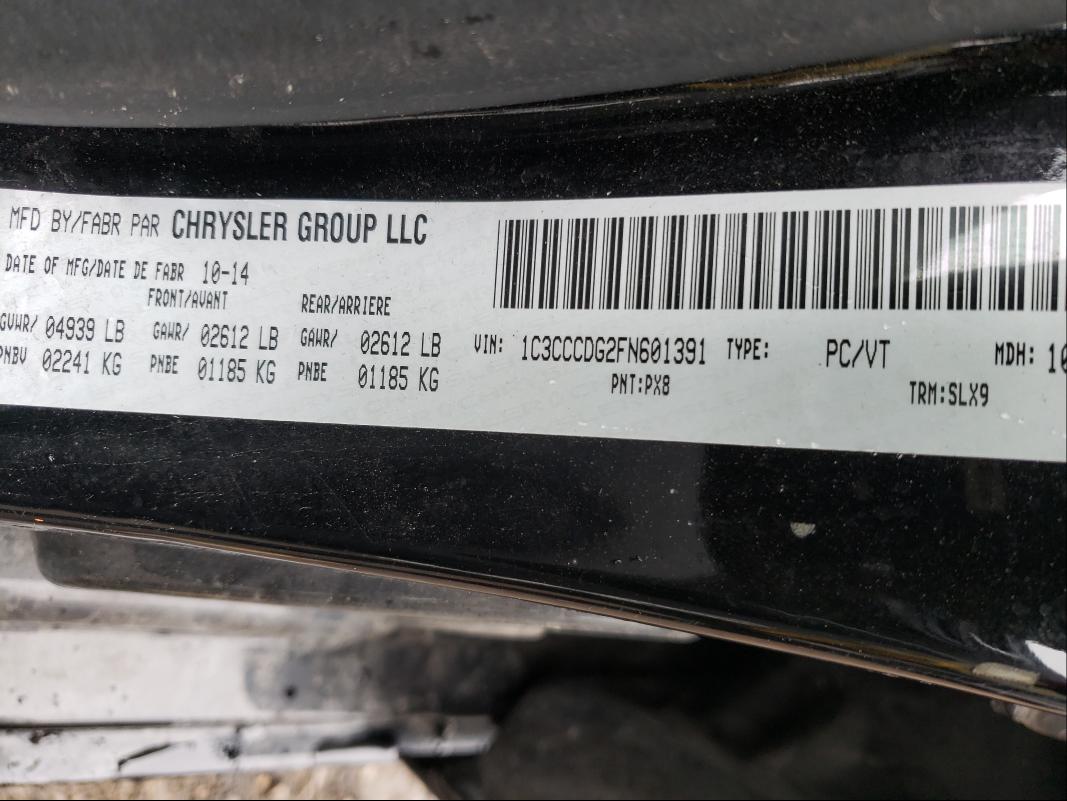 MFD BY/FABR PAR CHRYSLER GROUP LLC
DATE OF MFG/DATE DE FABR 10-14
FRONT/AVANT REAR/ARRIERE
GVWR/ 04939 LB GAWR/ 02612 LB GAWR/ 02612 LB
PNBV 02241 KG PNBE 01185 KG PNBE 01185 KG
VIN: 1C3CCCDG2FN601391 TYPE: PC/VT MDH: 10
PNT:PX8 TRM:SLX9